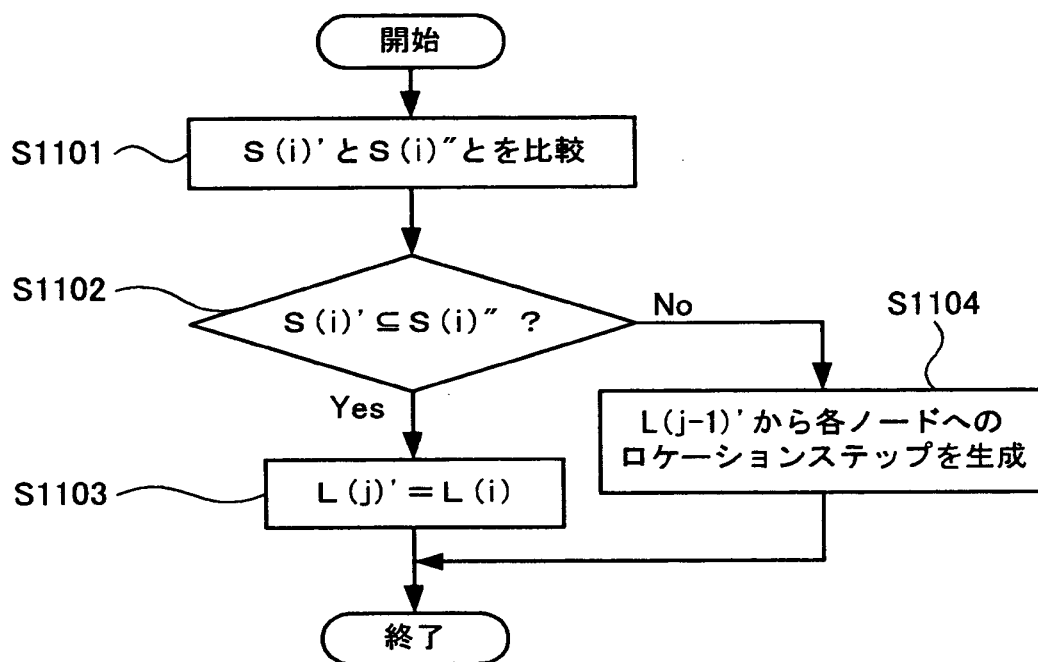 開始
S1101
S(i)'とS(i)″とを比較
S1102
S(i)'⊆S(i)″ ?
No
S1104
Yes
L(j-1)'から各ノードへの
ロケーションステップを生成
S1103
L(j)'=L(i)
終了